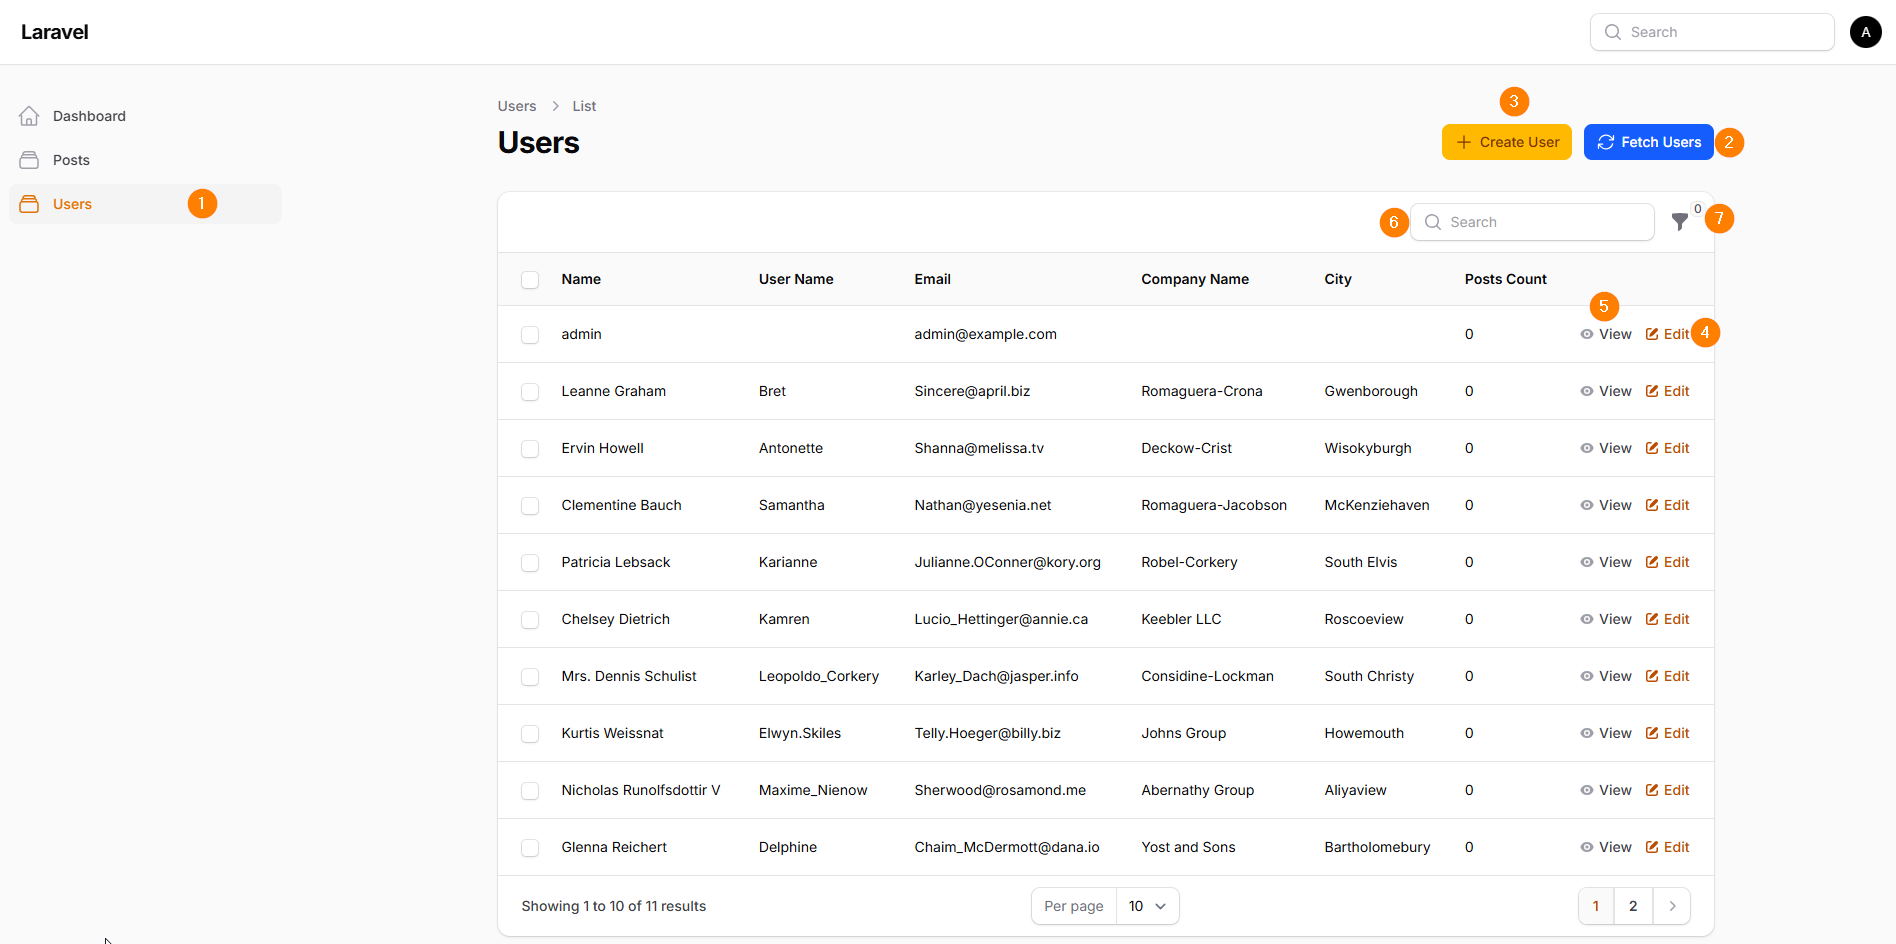 Laravel
Search
A
Dashboard
Posts
Users
1
Users > List
3
Users
Create User
Fetch Users
2
6
Search
0
7
Name User Name Email Company Name City Posts Count
5
admin admin@example.com 0 View Edit
4
Leanne Graham Bret Sincere@april.biz Romaguera-Crona Gwenborough 0 View Edit
Ervin Howell Antonette Shanna@melissa.tv Deckow-Crist Wisokyburgh 0 View Edit
Clementine Bauch Samantha Nathan@yesenia.net Romaguera-Jacobson McKenziehaven 0 View Edit
Patricia Lebsack Karianne Julianne.OConner@kory.org Robel-Corkery South Elvis 0 View Edit
Chelsey Dietrich Kamren Lucio_Hettinger@annie.ca Keebler LLC Roscoeview 0 View Edit
Mrs. Dennis Schulist Leopoldo_Corkery Karley_Dach@jasper.info Considine-Lockman South Christy 0 View Edit
Kurtis Weissnat Elwyn.Skiles Telly.Hoeger@billy.biz Johns Group Howemouth 0 View Edit
Nicholas Runolfsdottir V Maxime_Nienow Sherwood@rosamond.me Abernathy Group Aliyaview 0 View Edit
Glenna Reichert Delphine Chaim_McDermott@dana.io Yost and Sons Bartholomebury 0 View Edit
Showing 1 to 10 of 11 results
Per page 10
1 2